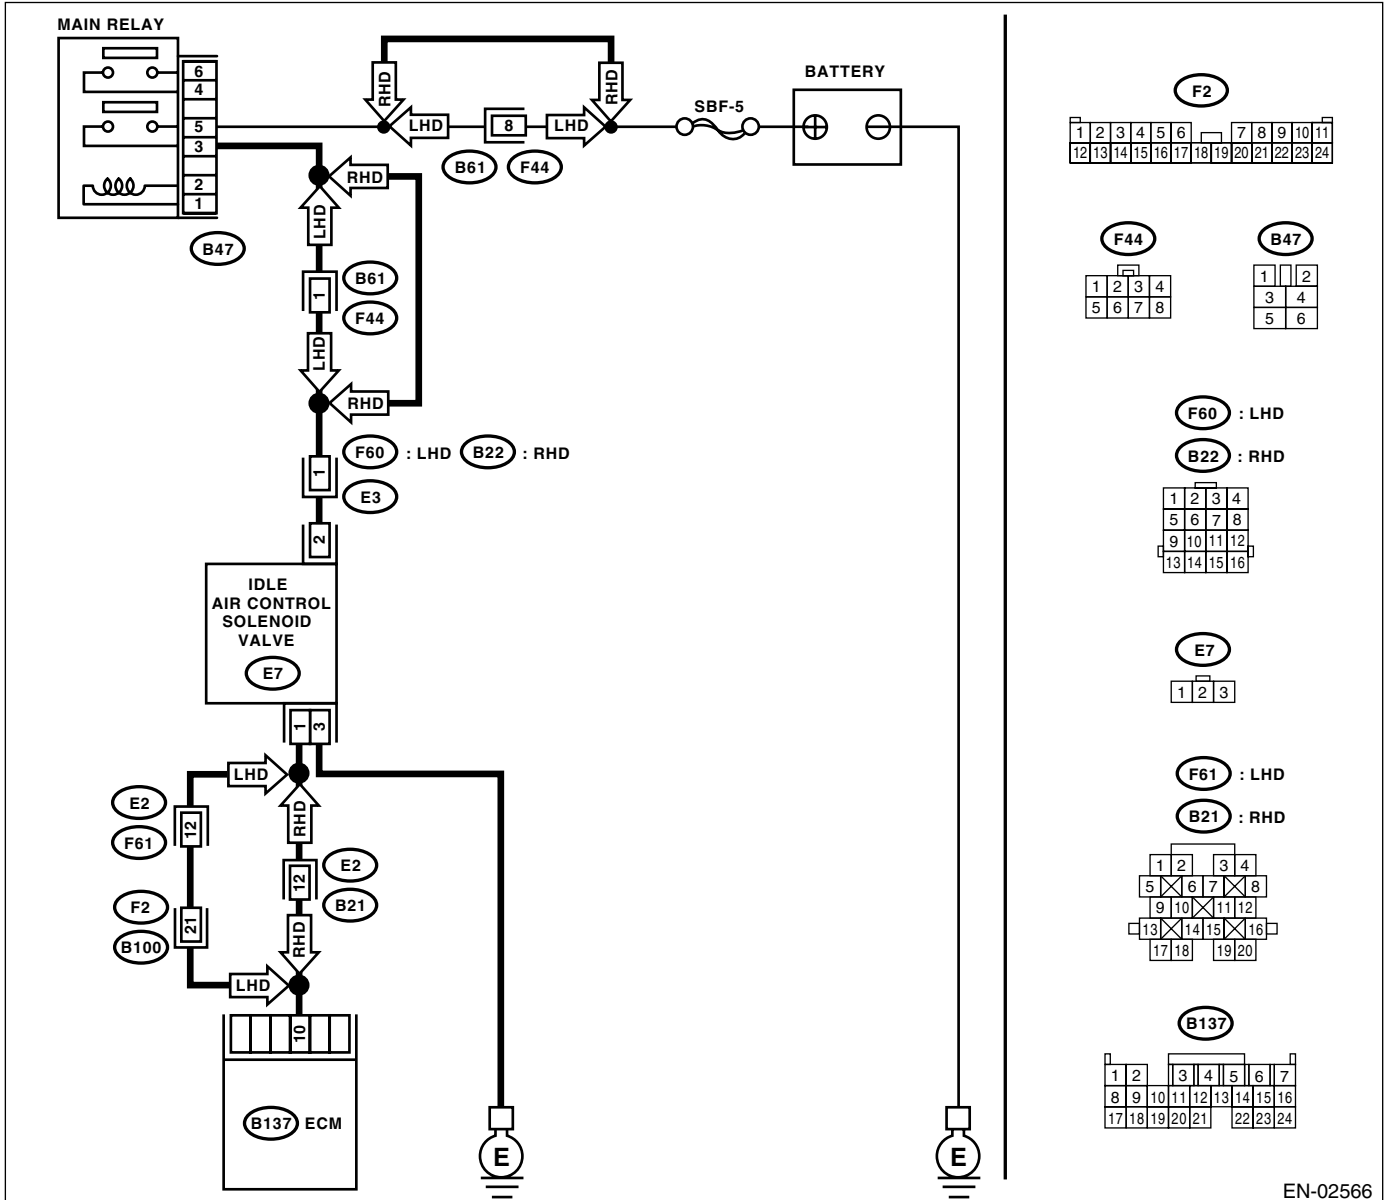 MAIN RELAY
6
4
5
3
2
1
B47
RHD
LHD
8
LHD
RHD
B61 F44
SBF-5
BATTERY
RHD
LHD
1
B61
F44
LHD
RHD
1
F60 : LHD B22 : RHD
E3
2
IDLE
AIR CONTROL
SOLENOID
VALVE
E7
1 3
LHD
E2
F61
12
RHD
12
E2
B21
F2
B100
21
RHD
LHD
10
B137 ECM
E
E
F2
1 2 3 4 5 6 7 8 9 10 11
12 13 14 15 16 17 18 19 20 21 22 23 24
F44
1 2 3 4
5 6 7 8
B47
1 2
3 4
5 6
F60 : LHD
B22 : RHD
1 2 3 4
5 6 7 8
9 10 11 12
13 14 15 16
E7
1 2 3
F61 : LHD
B21 : RHD
1 2 3 4
5 6 7 8
9 10 11 12
13 14 15 16
17 18 19 20
B137
1 2 3 4 5 6 7
8 9 10 11 12 13 14 15 16
17 18 19 20 21 22 23 24
EN-02566